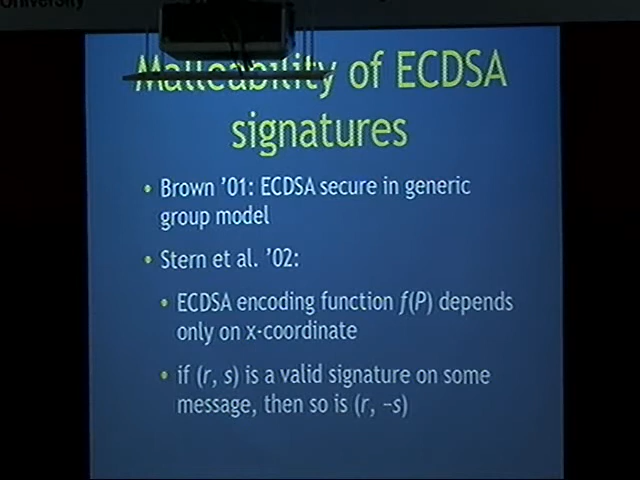 University
Malleability of ECDSA
signatures
• Brown '01: ECDSA secure in generic
group model
• Stern et al. '02:
• ECDSA encoding function f(P) depends
only on x-coordinate
• if (r, s) is a valid signature on some
message, then so is (r, −s)